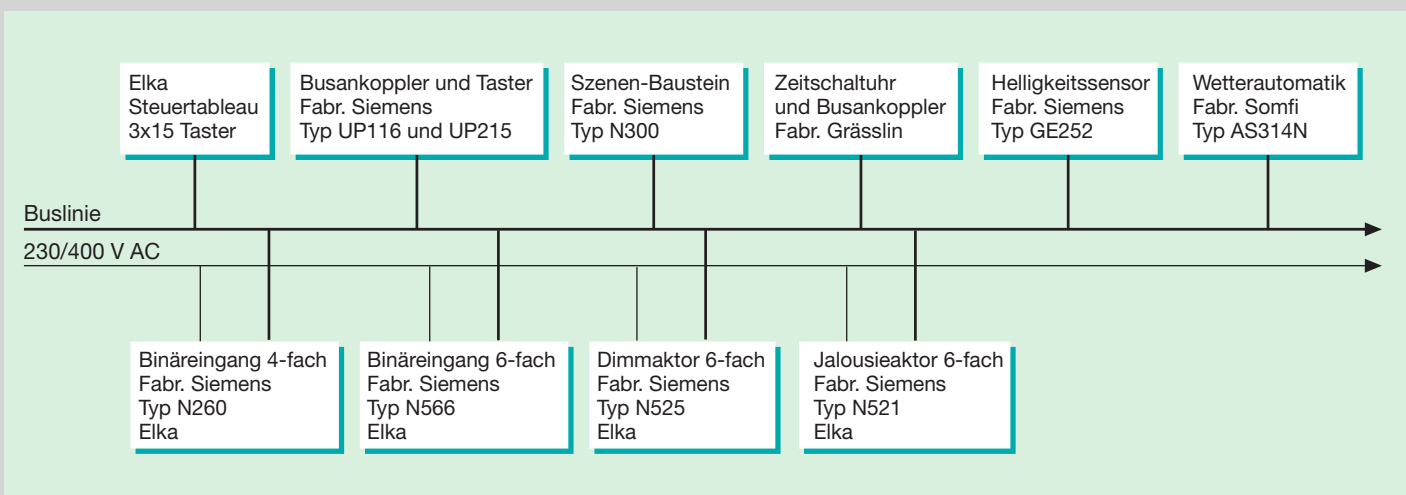 Elka
Steuertableau
3x15 Taster
Busankoppler und Taster
Fabr. Siemens
Typ UP116 und UP215
Szenen-Baustein
Fabr. Siemens
Typ N300
Zeitschaltuhr
und Busankoppler
Fabr. Grässlin
Helligkeitssensor
Fabr. Siemens
Typ GE252
Wetterautomatik
Fabr. Somfi
Typ AS314N
Buslinie
230/400 V AC
Binäreingang 4-fach
Fabr. Siemens
Typ N260
Elka
Binäreingang 6-fach
Fabr. Siemens
Typ N566
Elka
Dimmaktor 6-fach
Fabr. Siemens
Typ N525
Elka
Jalousieaktor 6-fach
Fabr. Siemens
Typ N521
Elka